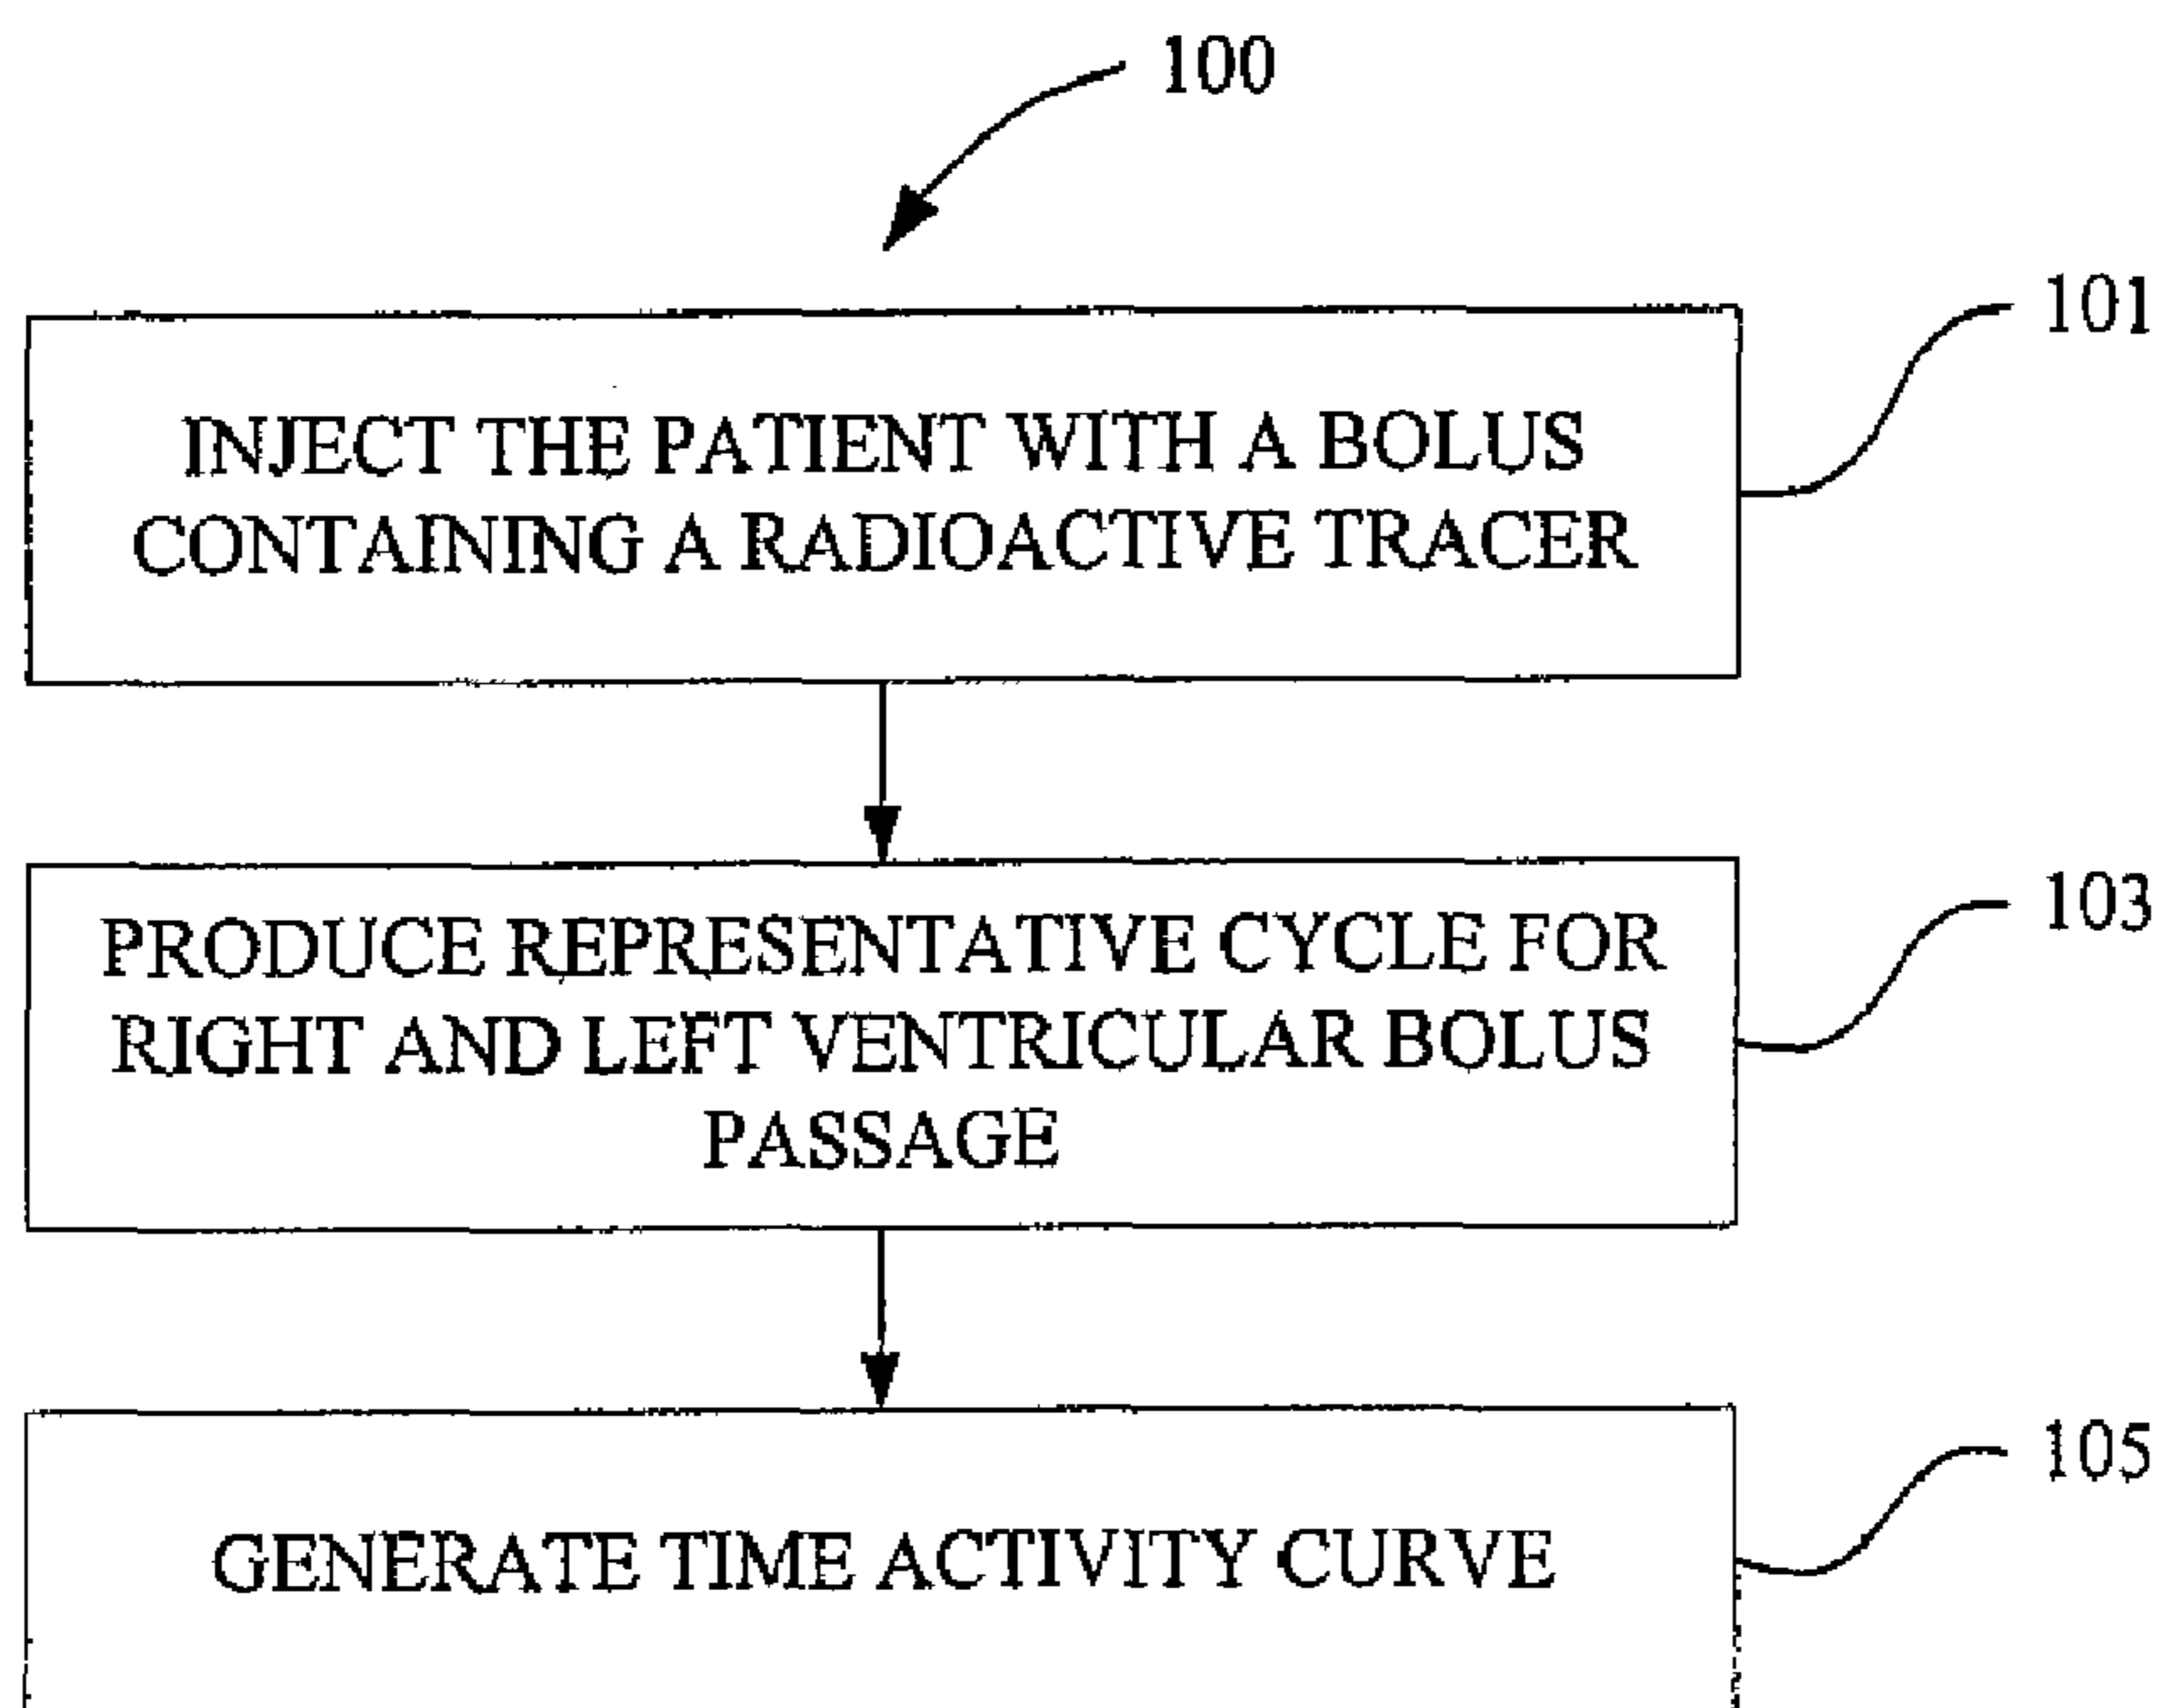 100
101
INJECT THE PATIENT WITH A BOLUS
CONTAINING A RADIOACTIVE TRACER
103
PRODUCE REPRESENTATIVE CYCLE FOR
RIGHT AND LEFT VENTRICULAR BOLUS
PASSAGE
105
GENERATE TIME ACTIVITY CURVE